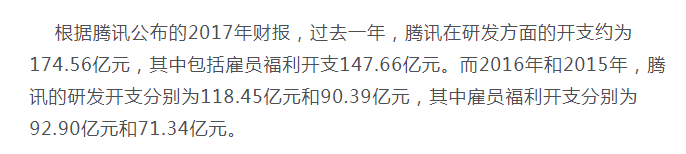 根据腾讯公布的2017年财报，过去一年，腾讯在研发方面的开支约为
174.56亿元，其中包括雇员福利开支147.66亿元。而2016年和2015年，腾
讯的研发开支分别为118.45亿元和90.39亿元，其中雇员福利开支分别为
92.90亿元和71.34亿元。